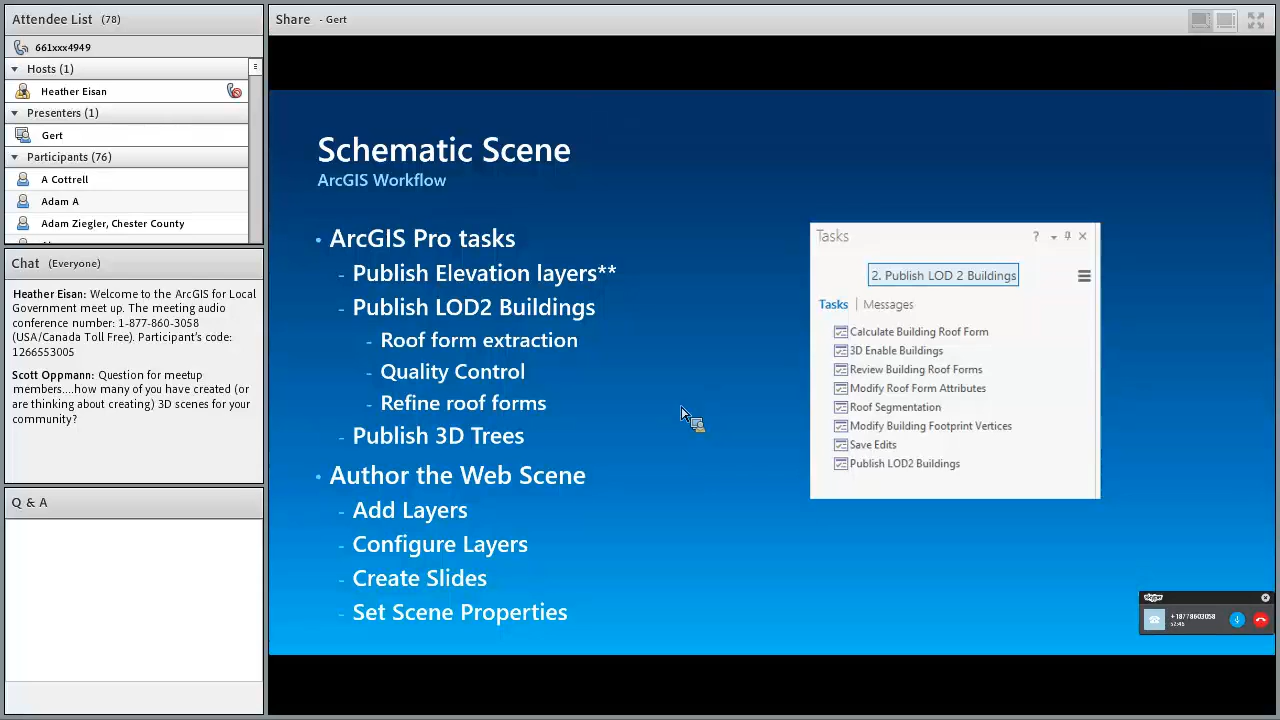 Attendee List (78)
661xxx4949
Hosts (1)
Heather Eisan
Presenters (1)
Gert
Participants (76)
A Cottrell
Adam A
Adam Ziegler, Chester County
Chat (Everyone)
Heather Eisan: Welcome to the ArcGIS for Local
Government meet up. The meeting audio
conference number: 1-877-860-3058
(USA/Canada Toll Free). Participant's code:
1266553005
Scott Oppmann: Question for meetup
members...how many of you have created (or
are thinking about creating) 3D scenes for your
community?
Q & A
Share - Gert
Schematic Scene
ArcGIS Workflow
• ArcGIS Pro tasks
- Publish Elevation layers**
- Publish LOD2 Buildings
- Roof form extraction
- Quality Control
- Refine roof forms
- Publish 3D Trees
• Author the Web Scene
- Add Layers
- Configure Layers
- Create Slides
- Set Scene Properties
Tasks
2. Publish LOD 2 Buildings
Tasks | Messages
Calculate Building Roof Form
3D Enable Buildings
Review Building Roof Forms
Modify Roof Form Attributes
Roof Segmentation
Modify Building Footprint Vertices
Save Edits
Publish LOD2 Buildings
skype
+18778603058